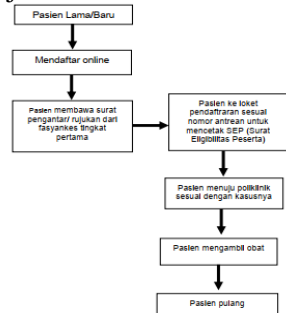 Pasien Lama/Baru
Mendaftar online
Pasien membawa surat
pengantar/ rujukan dari
fasyankes tingkat
pertama
Pasien ke loket
pendaftraran sesuai
nomor antrean untuk
mencetak SEP (Surat
Eligibilitas Peserta)
Pasien menuju poliklinik
sesuai dengan kasusnya
Pasien mengambil obat
Pasien pulang